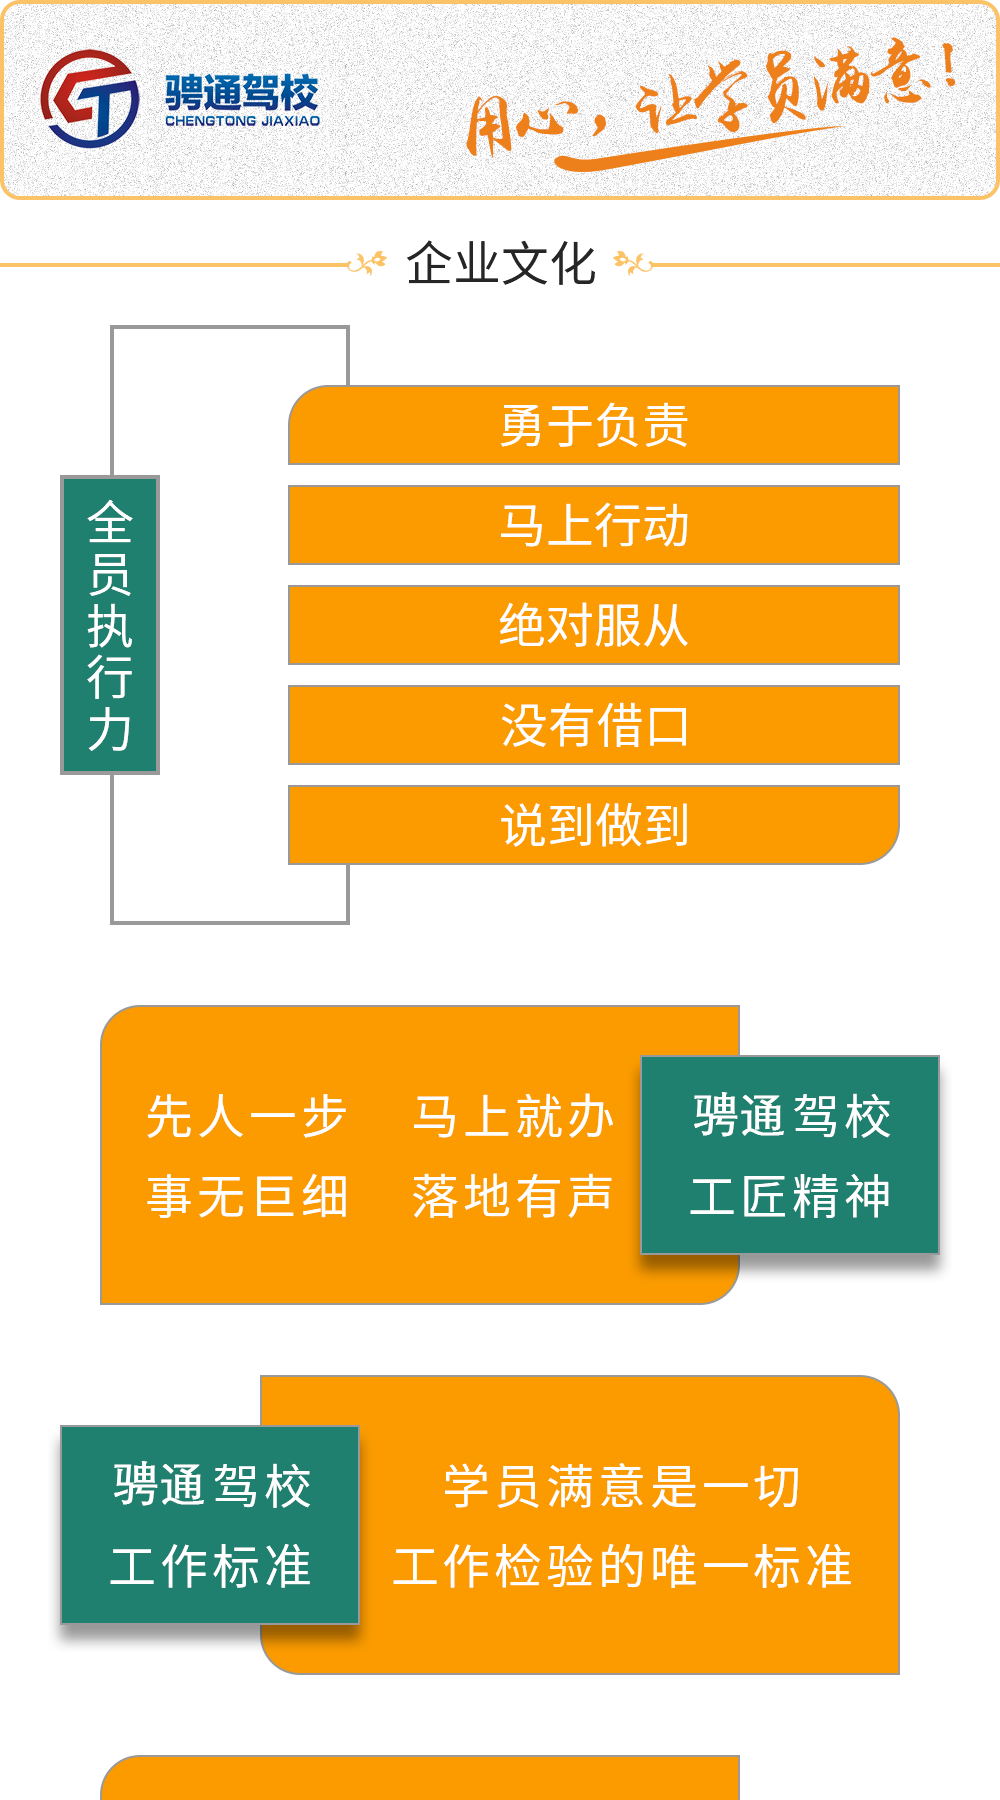 骋通驾校
CHENGTONG JIAXIAO
用心，让学员满意！
企业文化
全员执行力
勇于负责
马上行动
绝对服从
没有借口
说到做到
先人一步 马上就办
事无巨细 落地有声
骋通驾校
工匠精神
骋通驾校
工作标准
学员满意是一切
工作检验的唯一标准